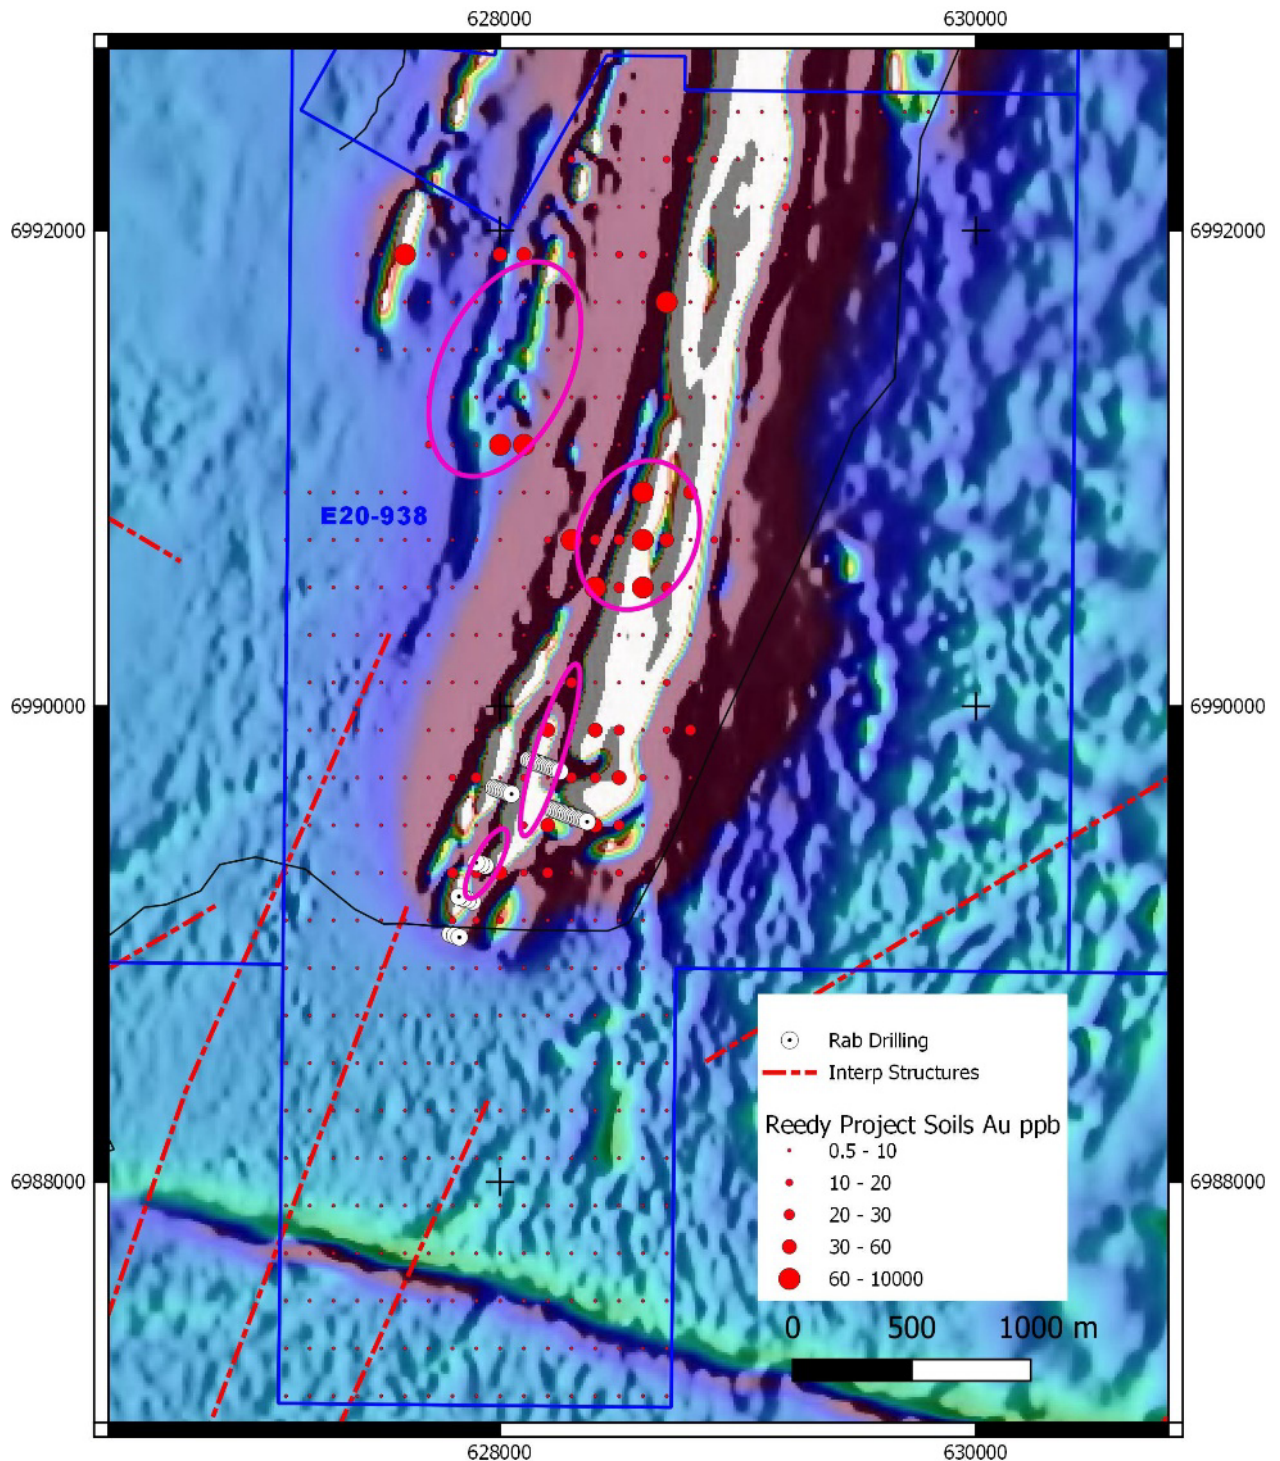 628000 630000
6992000 6992000
E20-938
6990000 6990000
Rab Drilling
Interp Structures
Reedy Project Soils Au ppb
0.5 - 10
10 - 20
6988000 6988000
20 - 30
30 - 60
60 - 10000
0 500 1000 m
628000 630000